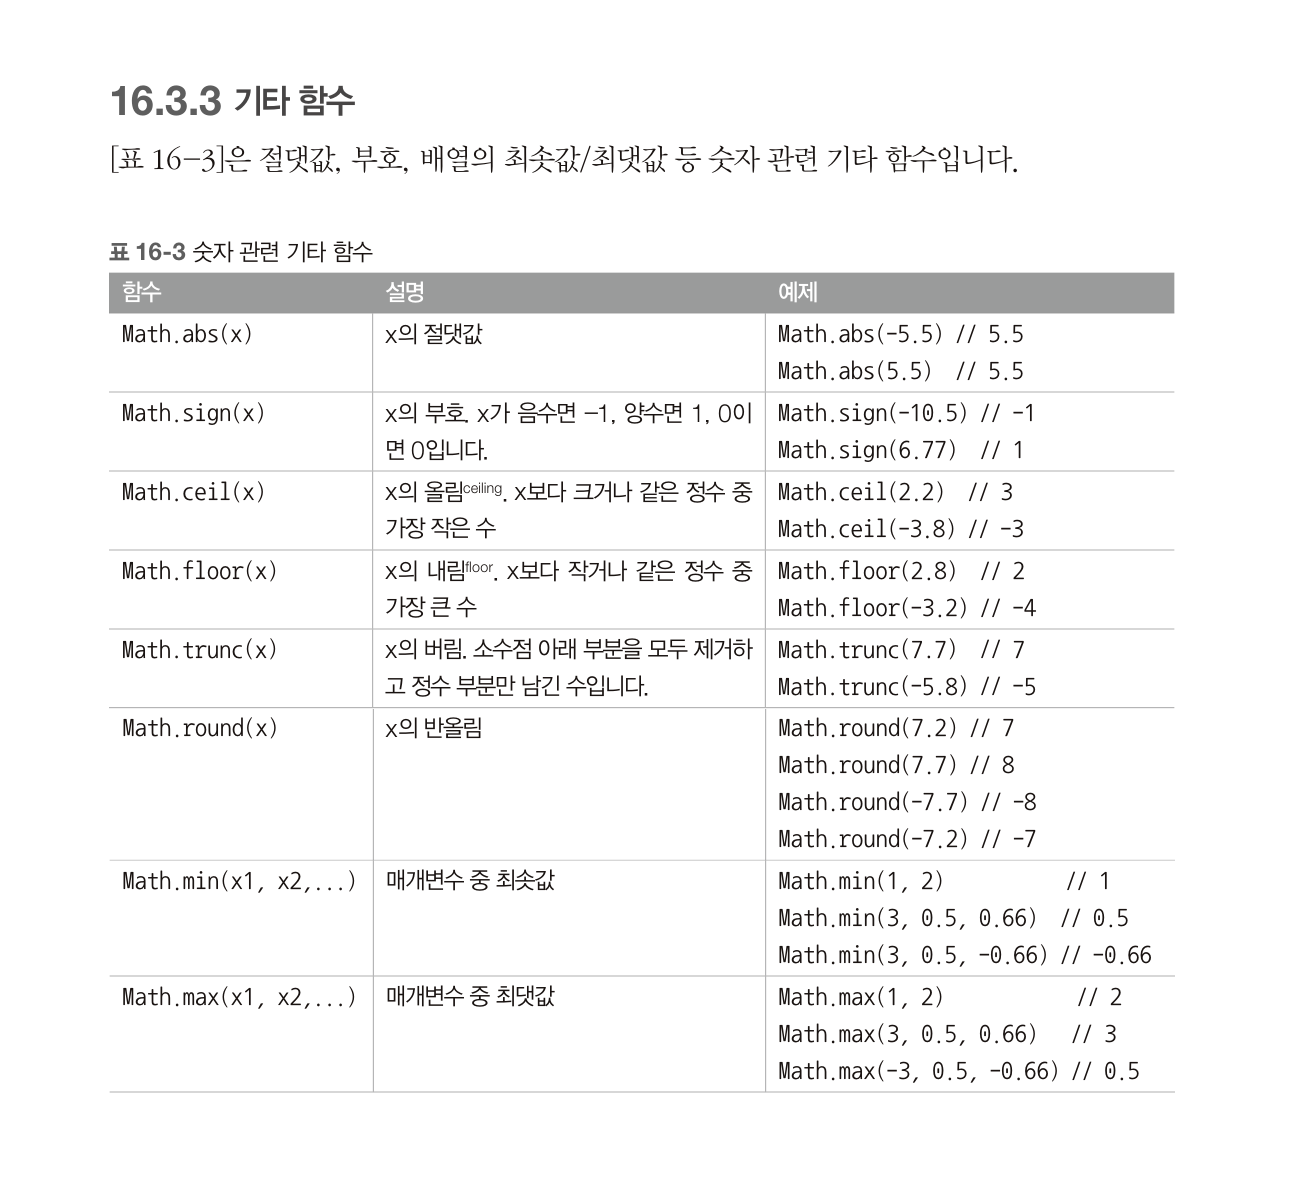 16.3.3 기타 함수
[표 16-3]은 절댓값, 부호, 배열의 최솟값/최댓값 등 숫자 관련 기타 함수입니다.
표 16-3 숫자 관련 기타 함수
함수 설명 예제
Math.abs(x) x의 절댓값 Math.abs(-5.5) // 5.5
Math.abs(5.5) // 5.5
Math.sign(x) x의 부호. x가 음수면 -1, 양수면 1, 0이 Math.sign(-10.5) // -1
면 0입니다. Math.sign(6.77) // 1
Math.ceil(x) x의 올림ceiling. x보다 크거나 같은 정수 중 Math.ceil(2.2) // 3
가장 작은 수 Math.ceil(-3.8) // -3
Math.floor(x) x의 내림floor. x보다 작거나 같은 정수 중 Math.floor(2.8) // 2
가장 큰 수 Math.floor(-3.2) // -4
Math.trunc(x) x의 버림. 소수점 아래 부분을 모두 제거하 Math.trunc(7.7) // 7
고 정수 부분만 남긴 수입니다. Math.trunc(-5.8) // -5
Math.round(x) x의 반올림 Math.round(7.2) // 7
Math.round(7.7) // 8
Math.round(-7.7) // -8
Math.round(-7.2) // -7
Math.min(x1, x2,...) 매개변수 중 최솟값 Math.min(1, 2) // 1
Math.min(3, 0.5, 0.66) // 0.5
Math.min(3, 0.5, -0.66) // -0.66
Math.max(x1, x2,...) 매개변수 중 최댓값 Math.max(1, 2) // 2
Math.max(3, 0.5, 0.66) // 3
Math.max(-3, 0.5, -0.66) // 0.5